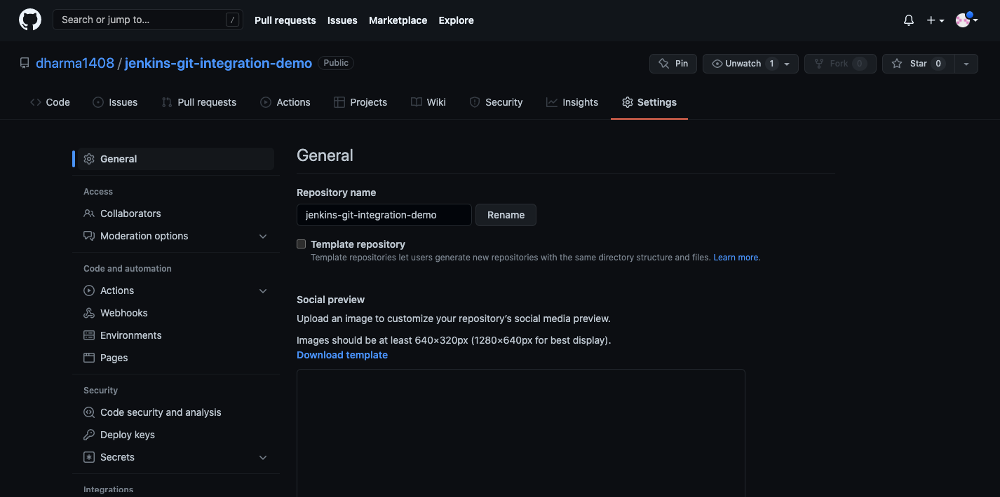 Search or jump to... /
Pull requests Issues Marketplace Explore
dharma1408 / jenkins-git-integration-demo Public
Pin Unwatch 1 Fork 0 Star 0
Code Issues Pull requests Actions Projects Wiki Security Insights Settings
General
Access
Collaborators
Moderation options
Code and automation
Actions
Webhooks
Environments
Pages
Security
Code security and analysis
Deploy keys
Secrets
Integrations
General
Repository name
jenkins-git-integration-demo Rename
Template repository
Template repositories let users generate new repositories with the same directory structure and files. Learn more.
Social preview
Upload an image to customize your repository’s social media preview.
Images should be at least 640×320px (1280×640px for best display).
Download template